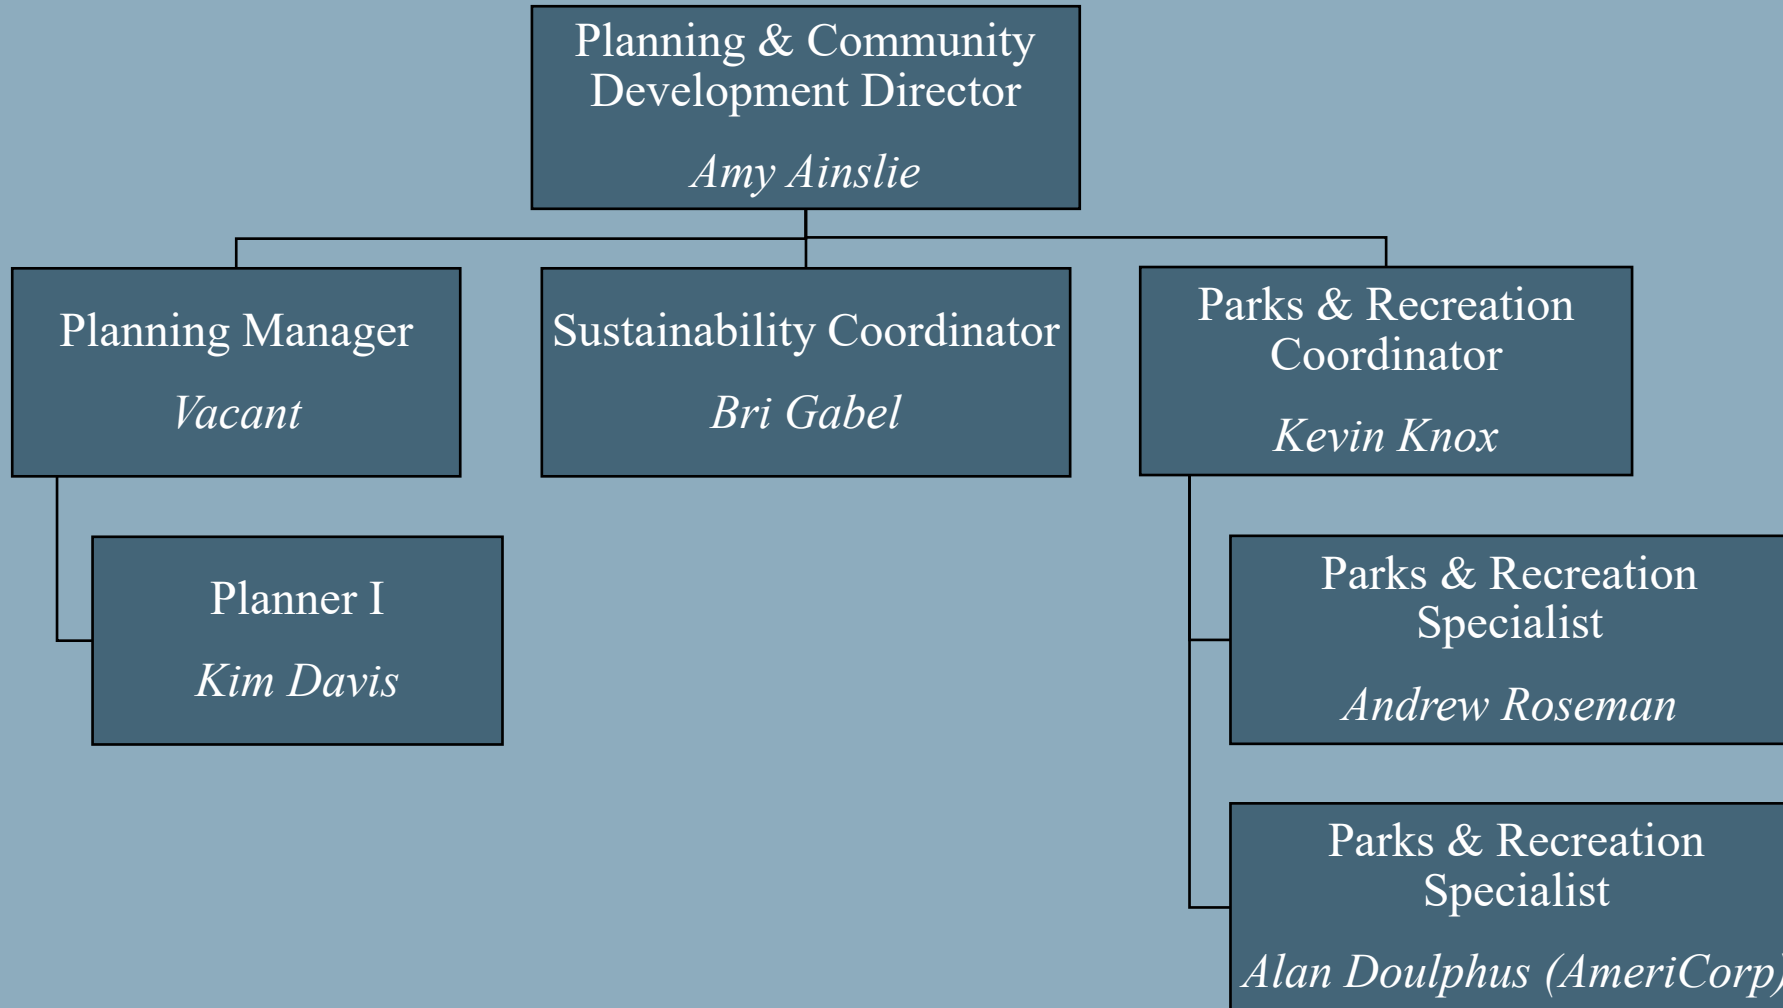 Planning & Community
Development Director
Amy Ainslie
Planning Manager
Vacant
Sustainability Coordinator
Bri Gabel
Parks & Recreation
Coordinator
Kevin Knox
Planner I
Kim Davis
Parks & Recreation
Specialist
Andrew Roseman
Parks & Recreation
Specialist
Alan Doulphus (AmeriCorp)